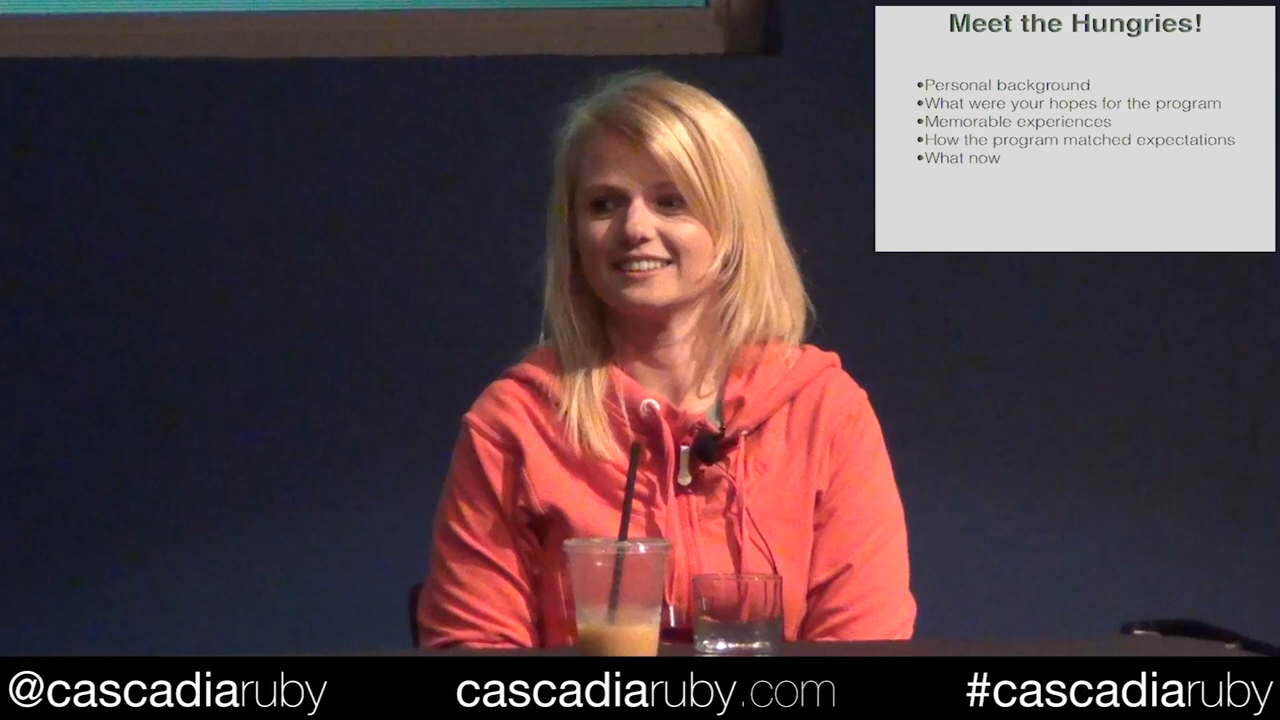 Meet the Hungries!
•Personal background
•What were your hopes for the program
•Memorable experiences
•How the program matched expectations
•What now
@cascadiaruby
cascadiaruby.com
#cascadiaruby